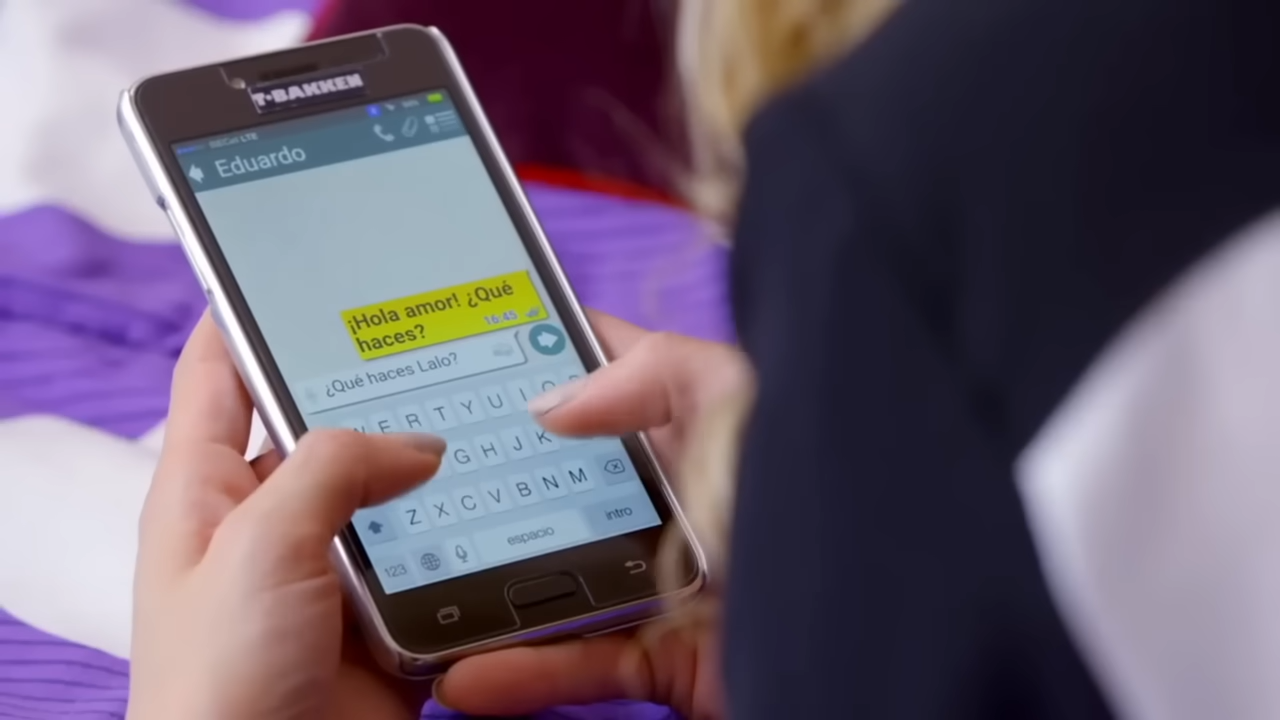 T•BAKKEN
Eduardo
¡Hola amor! ¿Qué
haces?
16:45
¿Qué haces Lalo?
E R T Y U I O
G H J K
Z X C V B N M
123 espacio intro